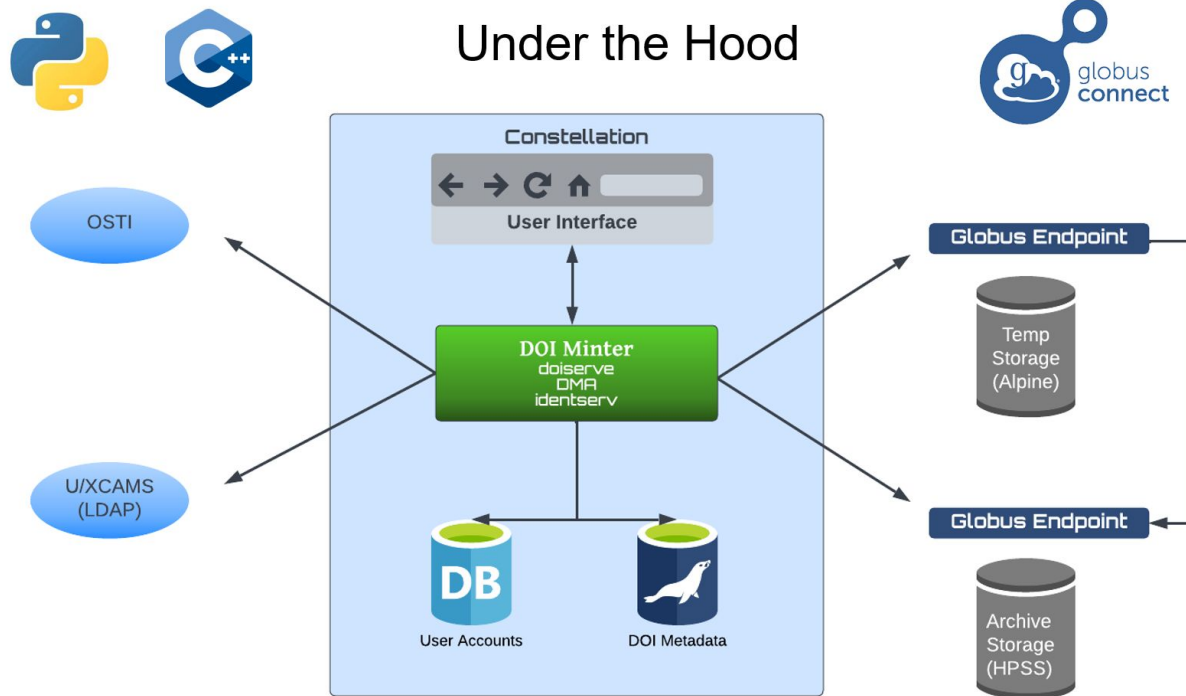 Under the Hood
C
++
g
globus
connect
Constellation
User Interface
OSTI
Globus Endpoint
DOI Minter
doiserve
DMA
identserv
Temp
Storage
(Alpine)
U/XCAMS
(LDAP)
Globus Endpoint
DB
User Accounts
DOI Metadata
Archive
Storage
(HPSS)